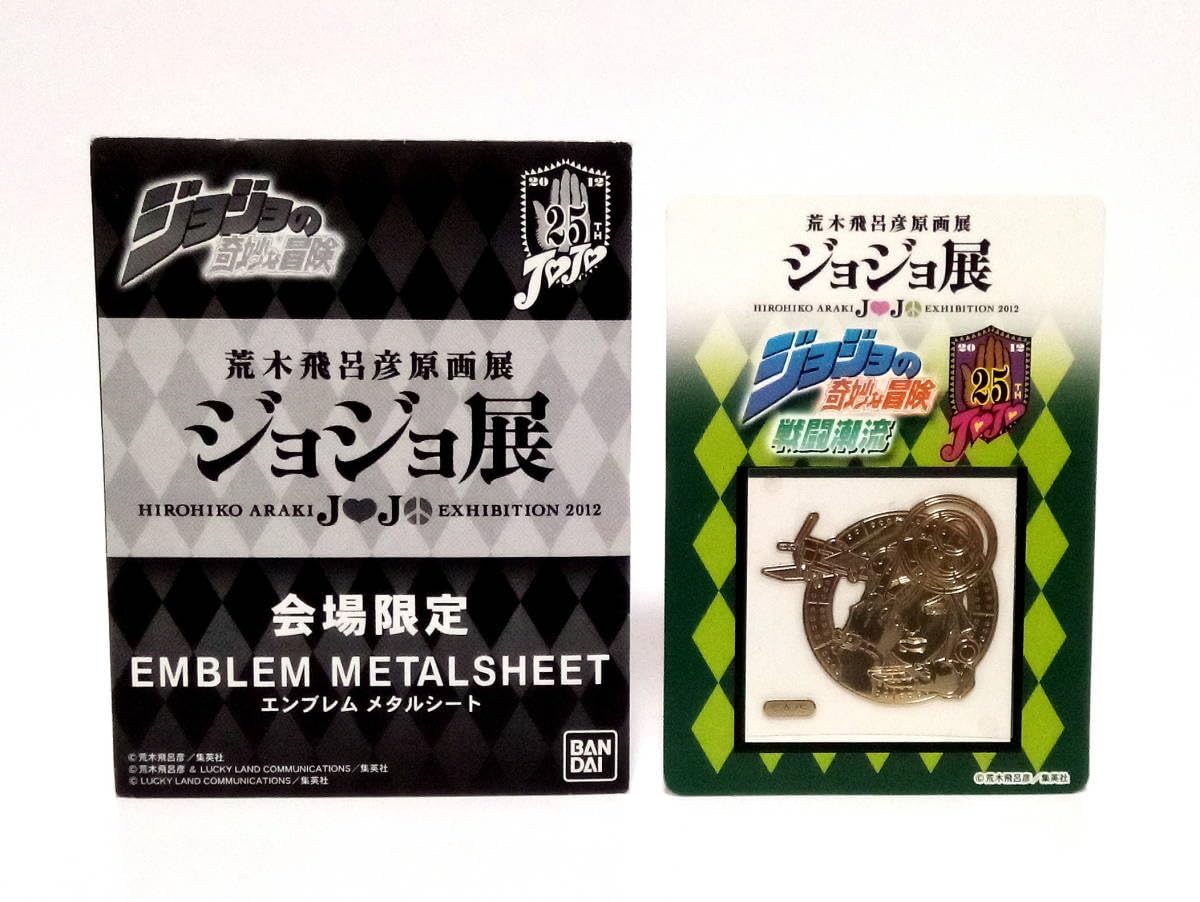 ジョジョの
奇妙な冒険
2012
25TH
JOJO
荒木飛呂彦原画展
ジョジョ展
HIROHIKO ARAKI J♥J☮ EXHIBITION 2012
会場限定
EMBLEM METALSHEET
エンブレム メタルシート
©荒木飛呂彦/集英社
©荒木飛呂彦 & LUCKY LAND COMMUNICATIONS/集英社
© LUCKY LAND COMMUNICATIONS/集英社
BAN
DAI
荒木飛呂彦原画展
ジョジョ展
HIROHIKO ARAKI J♥J☮ EXHIBITION 2012
ジョジョの
奇妙な冒険
戦闘潮流
2012
25TH
JOJO
©荒木飛呂彦/集英社